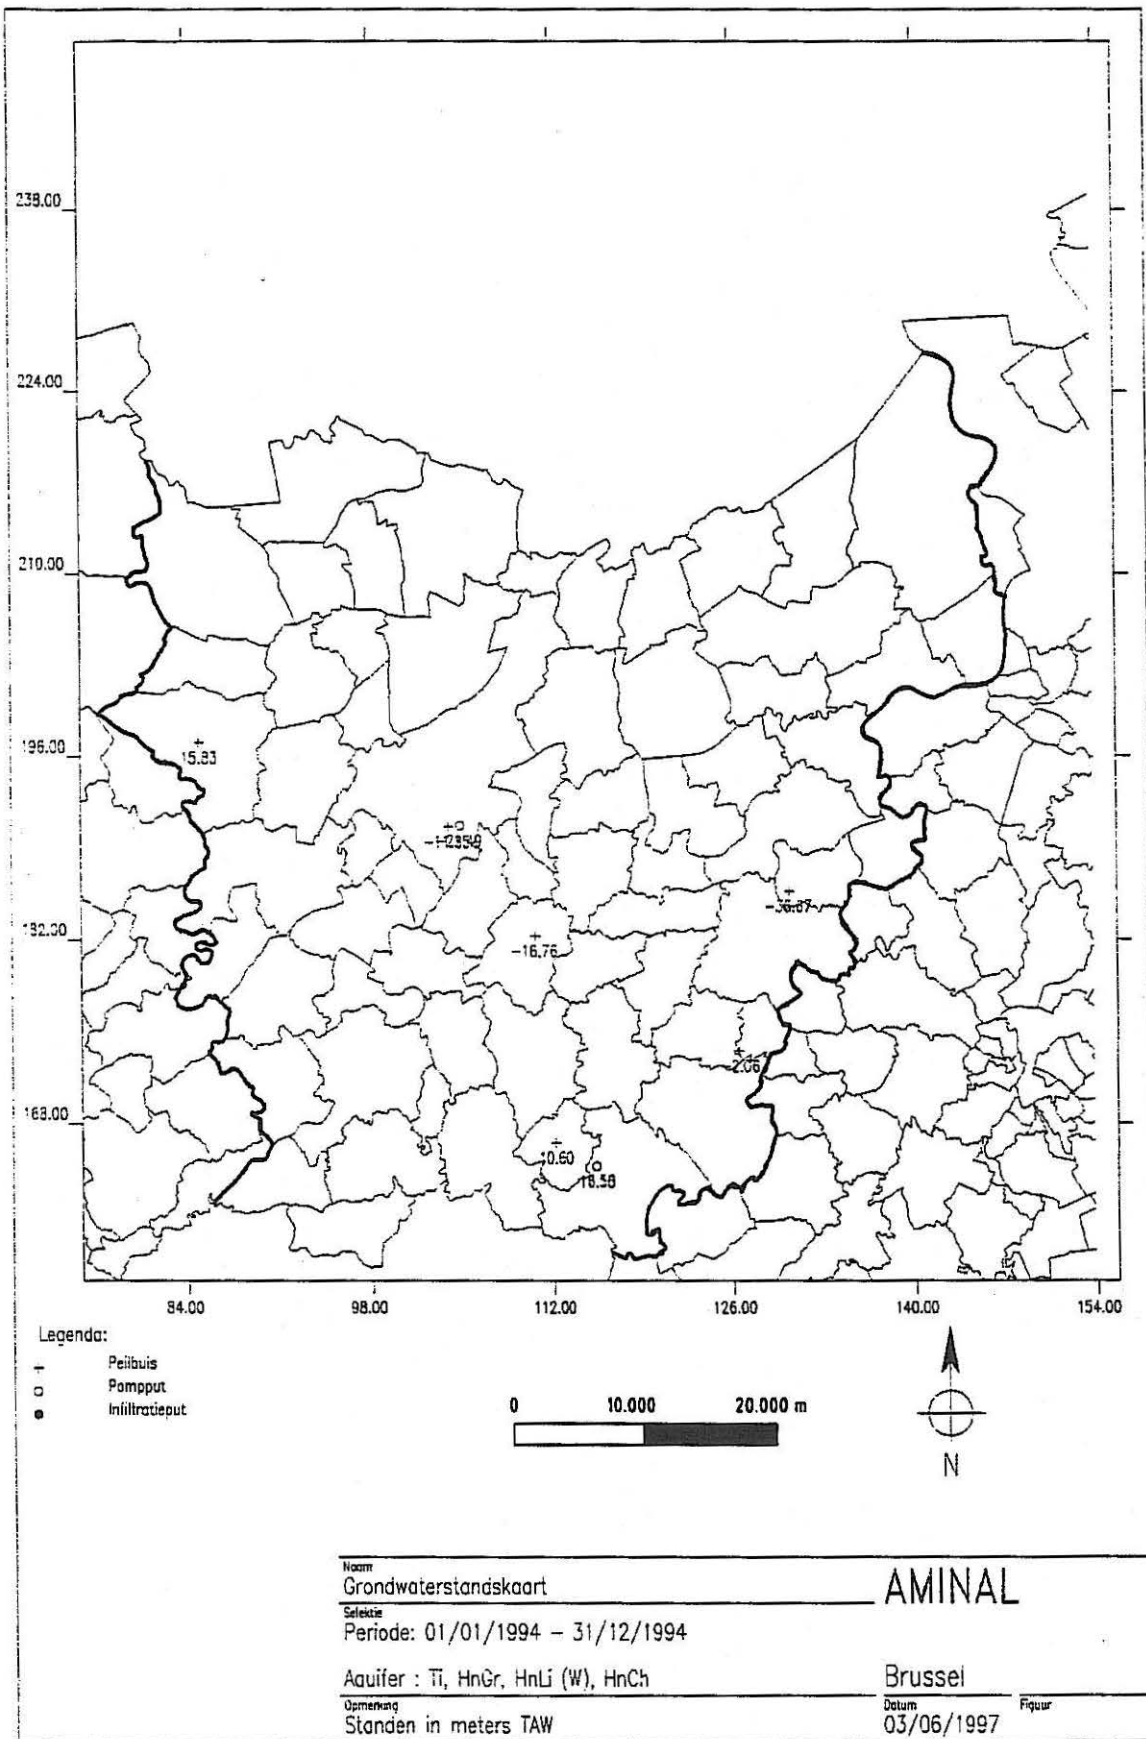 238.00
224.00
210.00
196.00
15.83
182.00
-16.76
-2.06
168.00
10.60
18.58
84.00 98.00 112.00 126.00 140.00 154.00
Legenda:
Peilbuis
Pompput
Infiltratieput
0 10.000 20.000 m
N
Naam
Grondwaterstandskaart
AMINAL
Selektie
Periode: 01/01/1994 - 31/12/1994
Aquifer : Ti, HnGr, HnLi (W), HnCh
Brussel
Opmerking
Standen in meters TAW
Datum
03/06/1997
Figuur